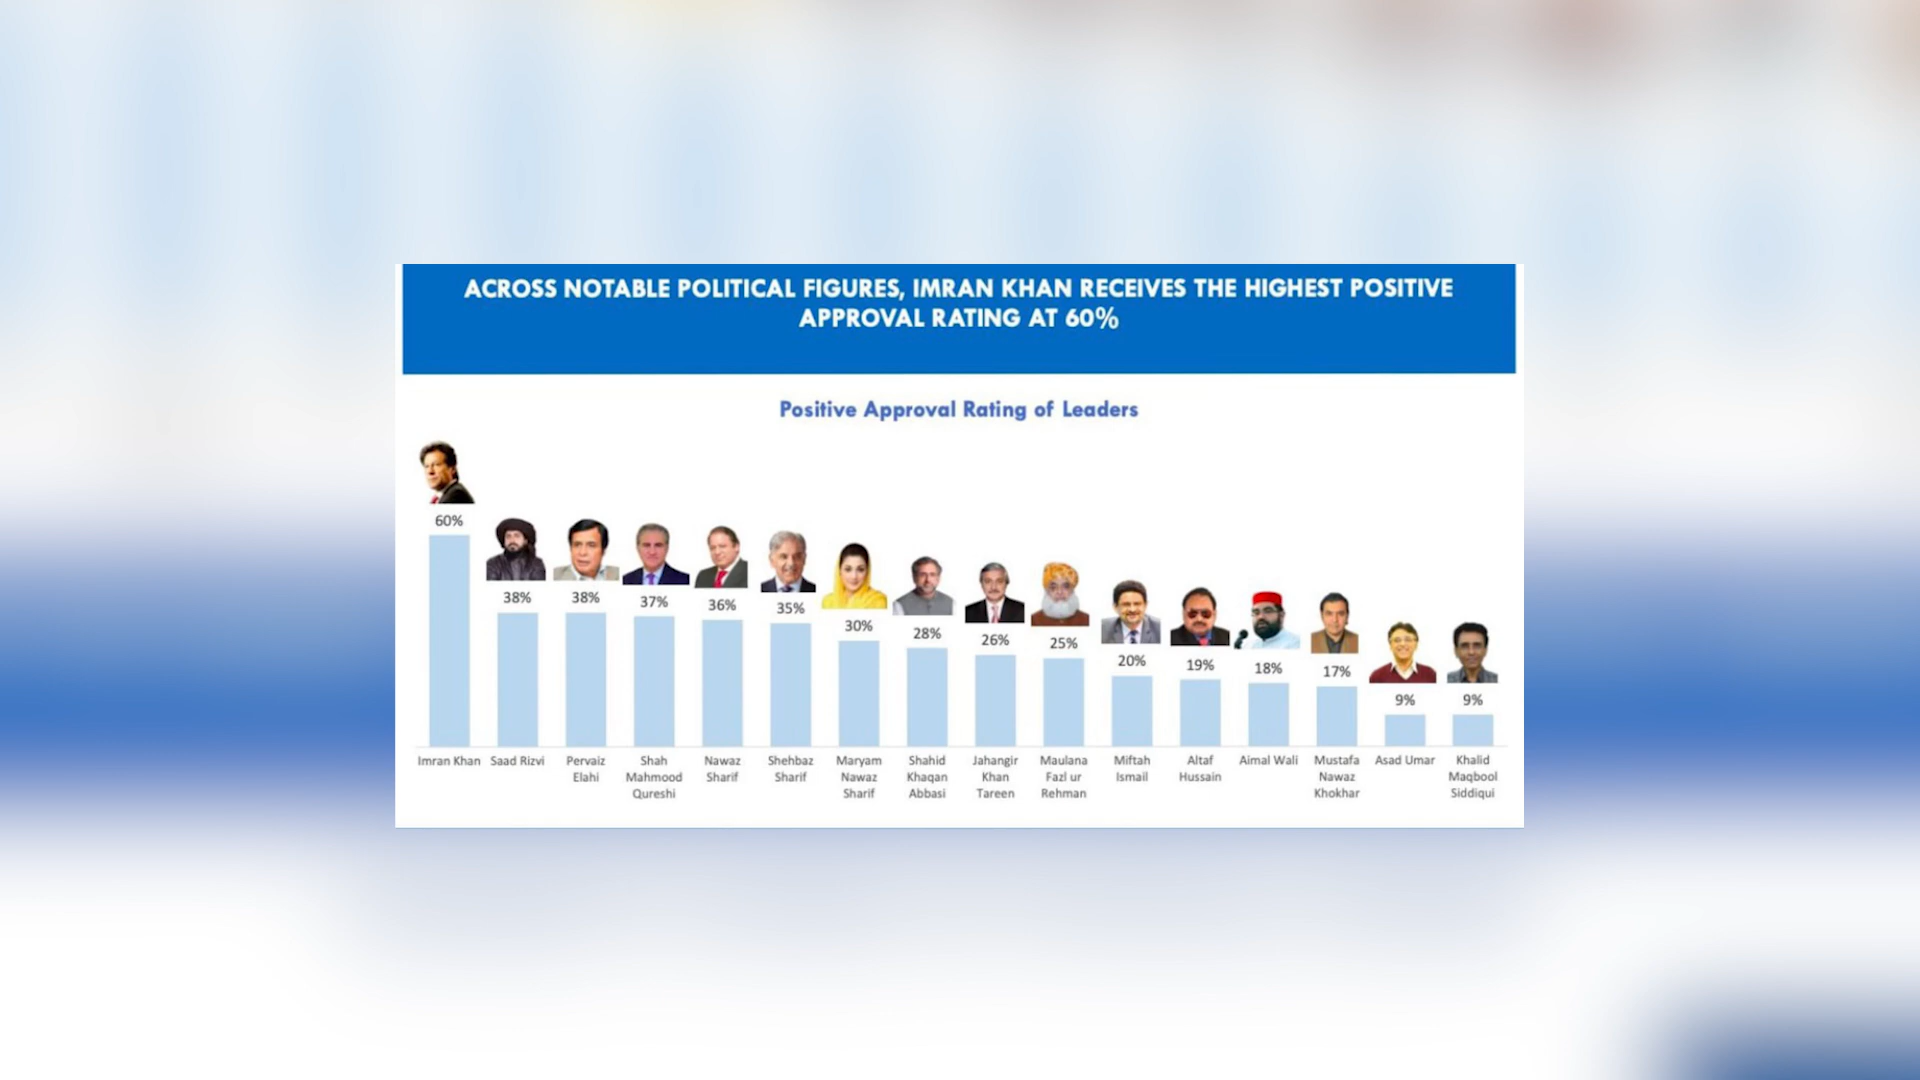 ACROSS NOTABLE POLITICAL FIGURES, IMRAN KHAN RECEIVES THE HIGHEST POSITIVE
APPROVAL RATING AT 60%
Positive Approval Rating of Leaders
60%
38%
38%
37%
36%
35%
30%
28%
26%
25%
20%
19%
18%
17%
9%
9%
Imran Khan
Saad Rizvi
Pervaiz
Elahi
Shah
Mahmood
Qureshi
Nawaz
Sharif
Shehbaz
Sharif
Maryam
Nawaz
Sharif
Shahid
Khaqan
Abbasi
Jahangir
Khan
Tareen
Maulana
Fazl ur
Rehman
Miftah
Ismail
Altaf
Hussain
Aimal Wali
Mustafa
Nawaz
Khokhar
Asad Umar
Khalid
Maqbool
Siddiqui